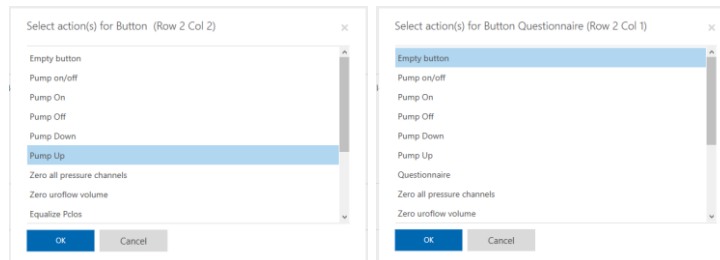 Select action(s) for Button (Row 2 Col 2)
Empty button
Pump on/off
Pump On
Pump Off
Pump Down
Pump Up
Zero all pressure channels
Zero uroflow volume
Equalize Pclos
OK Cancel
Select action(s) for Button Questionnaire (Row 2 Col 1)
Empty button
Pump on/off
Pump On
Pump Off
Pump Down
Pump Up
Questionnaire
Zero all pressure channels
Zero uroflow volume
OK Cancel